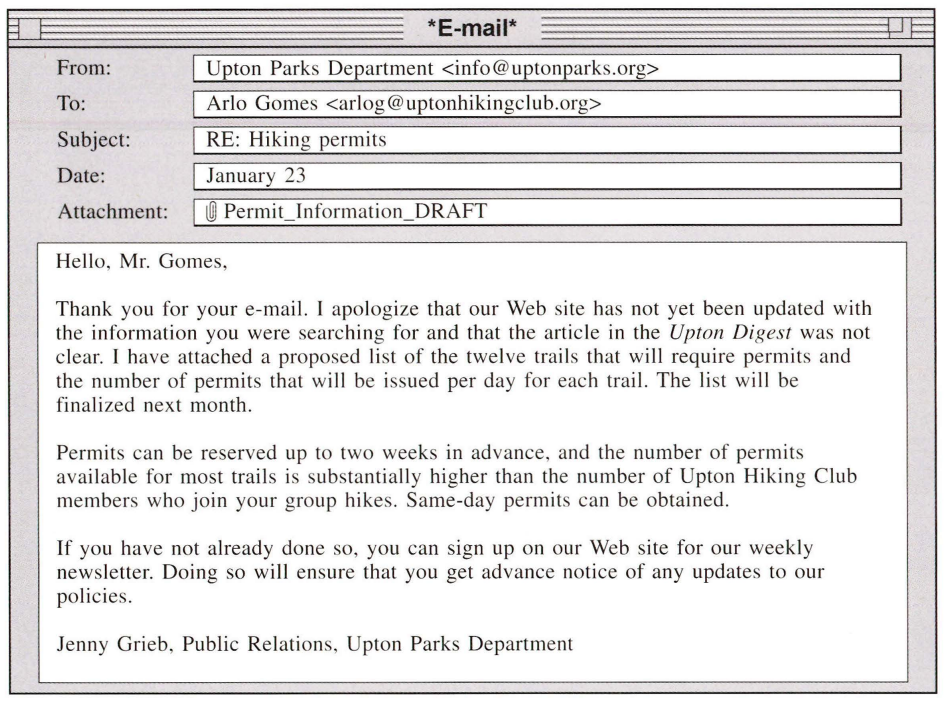 *E-mail*
From: Upton Parks Department <info@uptonparks.org>
To: Arlo Gomes <arlog@uptonhikingclub.org>
Subject: RE: Hiking permits
Date: January 23
Attachment: Permit_Information_DRAFT
Hello, Mr. Gomes,
Thank you for your e-mail. I apologize that our Web site has not yet been updated with
the information you were searching for and that the article in the Upton Digest was not
clear. I have attached a proposed list of the twelve trails that will require permits and
the number of permits that will be issued per day for each trail. The list will be
finalized next month.
Permits can be reserved up to two weeks in advance, and the number of permits
available for most trails is substantially higher than the number of Upton Hiking Club
members who join your group hikes. Same-day permits can be obtained.
If you have not already done so, you can sign up on our Web site for our weekly
newsletter. Doing so will ensure that you get advance notice of any updates to our
policies.
Jenny Grieb, Public Relations, Upton Parks Department